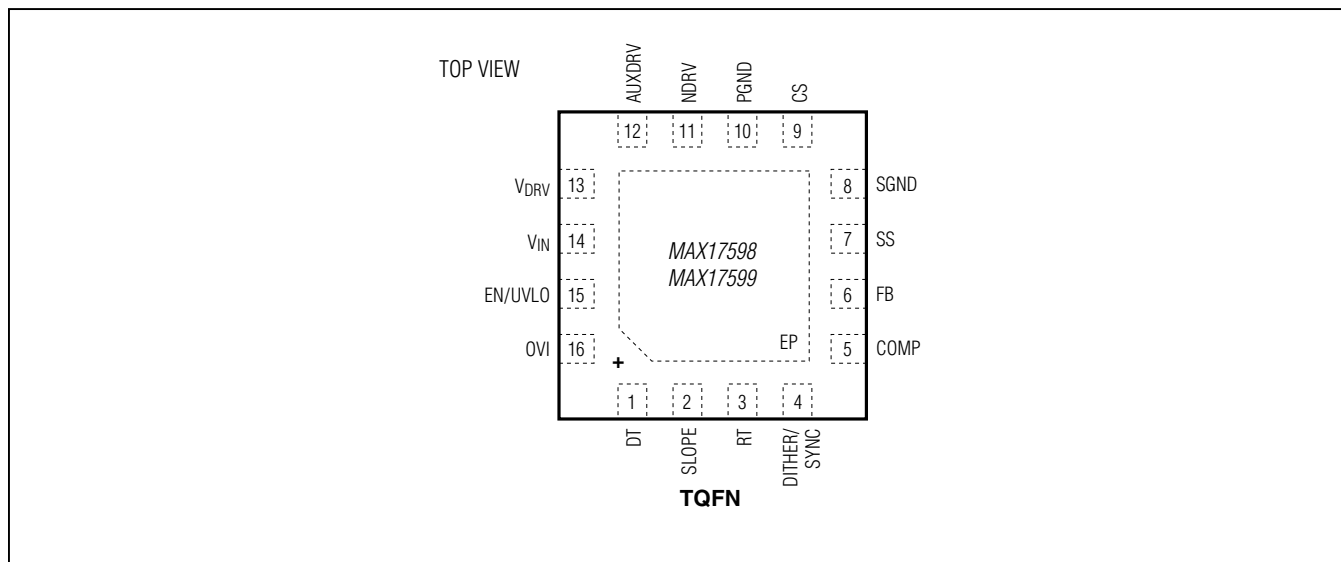 TOP VIEW
AUXDRV
NDRV
PGND
CS
12
11
10
9
VDRV 13
8 SGND
VIN 14
7 SS
MAX17598
MAX17599
EN/UVLO 15
6 FB
OVI 16
5 COMP
EP
+
1
2
3
4
DT
SLOPE
RT
DITHER/
SYNC
TQFN